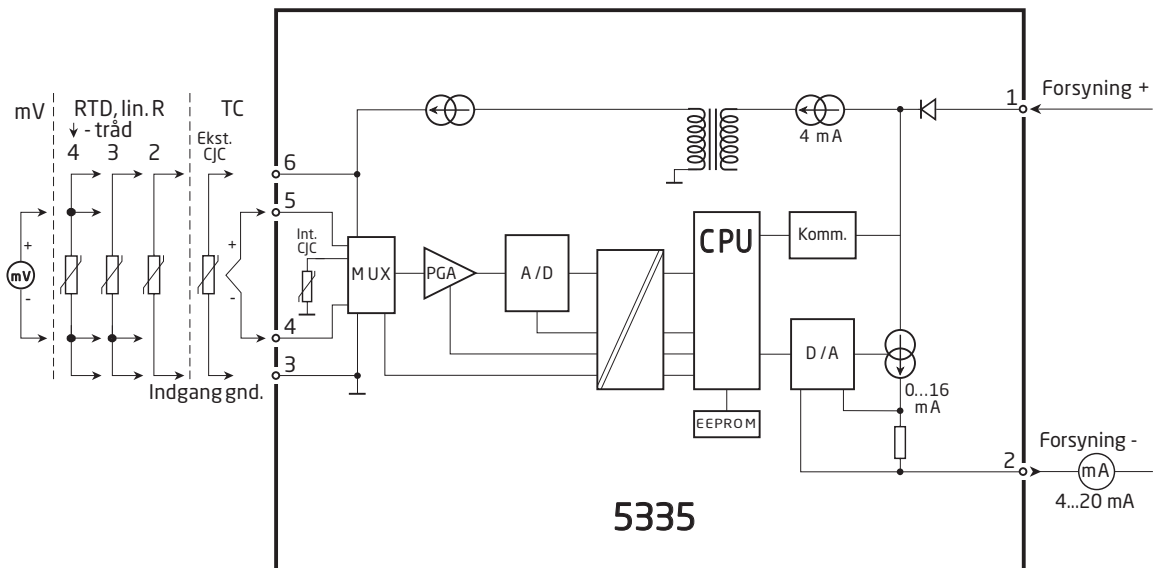 mV
RTD, lin. R
- tråd
4 3 2
TC
Ekst.
CJC
+
-
mV
+
-
Indgang gnd.
6
5
4
3
Int.
CJC
MUX
PGA
A/D
CPU
Komm.
D/A
EEPROM
4 mA
0...16
mA
1
Forsyning +
2
Forsyning -
mA
4...20 mA
5335